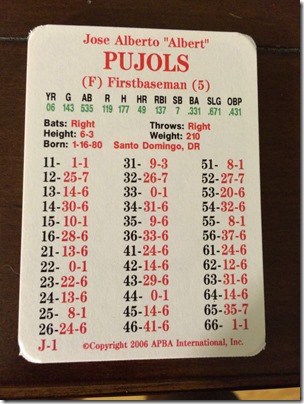 Jose Alberto "Albert"
PUJOLS
(F) Firstbaseman (5)
YR G AB R H HR RBI SB BA SLG OBP
06 143 535 119 177 49 137 7 .331 .671 .431
Bats: Right Throws: Right
Height: 6-3 Weight: 210
Born: 1-16-80 Santo Domingo, DR
11- 1-1 31- 9-3 51- 8-1
12-25-7 32-26-6 52-27-7
13-14-6 33- 0-1 53-20-6
14-30-6 34-31-6 54-32-6
15-10-1 35- 9-6 55- 8-1
16-28-6 36-33-6 56-37-6
21-13-6 41-24-6 61-24-6
22- 0-1 42-23-6 62-12-6
23-22-6 43-29-6 63-31-6
24-13-6 44- 0-1 64-14-6
25- 8-1 45-14-6 65-35-7
26-24-6 46-41-6 66- 1-1
J-1 ©Copyright 2006 APBA International, Inc.